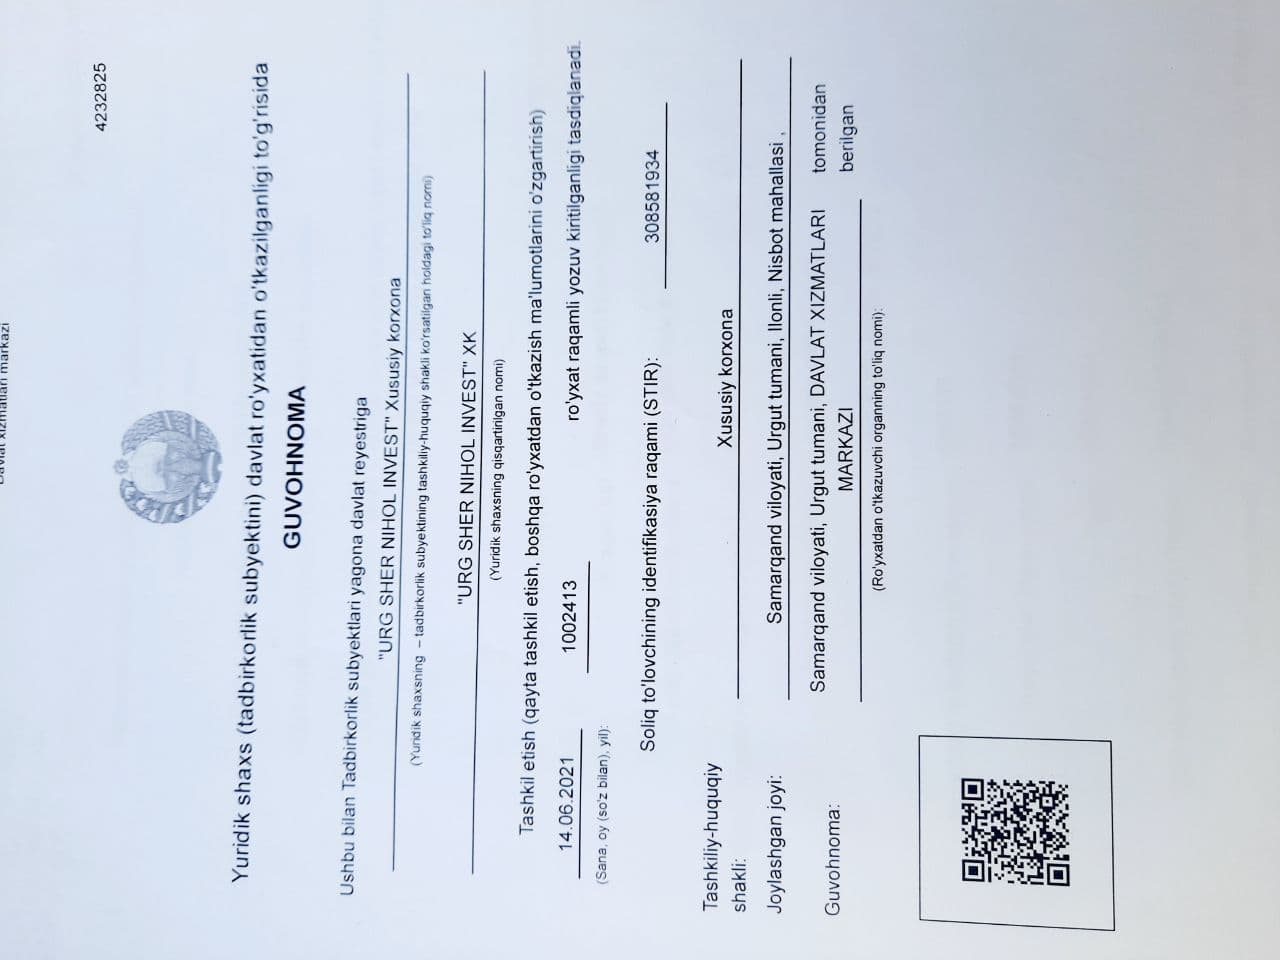 Davlat xizmatlari markazi
4232825
Yuridik shaxs (tadbirkorlik subyektini) davlat ro'yxatidan o'tkazilganligi to'g'risida
GUVOHNOMA
Ushbu bilan Tadbirkorlik subyektlari yagona davlat reyestriga
"URG SHER NIHOL INVEST" Xususiy korxona
(Yuridik shaxsning – tadbirkorlik subyektining tashkiliy-huquqiy shakli ko'rsatilgan holdagi to'liq nomi)
"URG SHER NIHOL INVEST" XK
(Yuridik shaxsning qisqartirilgan nomi)
Tashkil etish (qayta tashkil etish, boshqa ro'yxatdan o'tkazish ma'lumotlarini o'zgartirish)
14.06.2021 1002413 ro'yxat raqamli yozuv kiritilganligi tasdiqlanadi.
(Sana, oy (so'z bilan), yil):
Soliq to'lovchining identifikasiya raqami (STIR): 308581934
Tashkiliy-huquqiy
shakli: Xususiy korxona
Joylashgan joyi: Samarqand viloyati, Urgut tumani, Ilonli, Nisbot mahallasi ,
Guvohnoma: Samarqand viloyati, Urgut tumani, DAVLAT XIZMATLARI tomonidan
MARKAZI berilgan
(Ro'yxatdan o'tkazuvchi organning to'liq nomi):